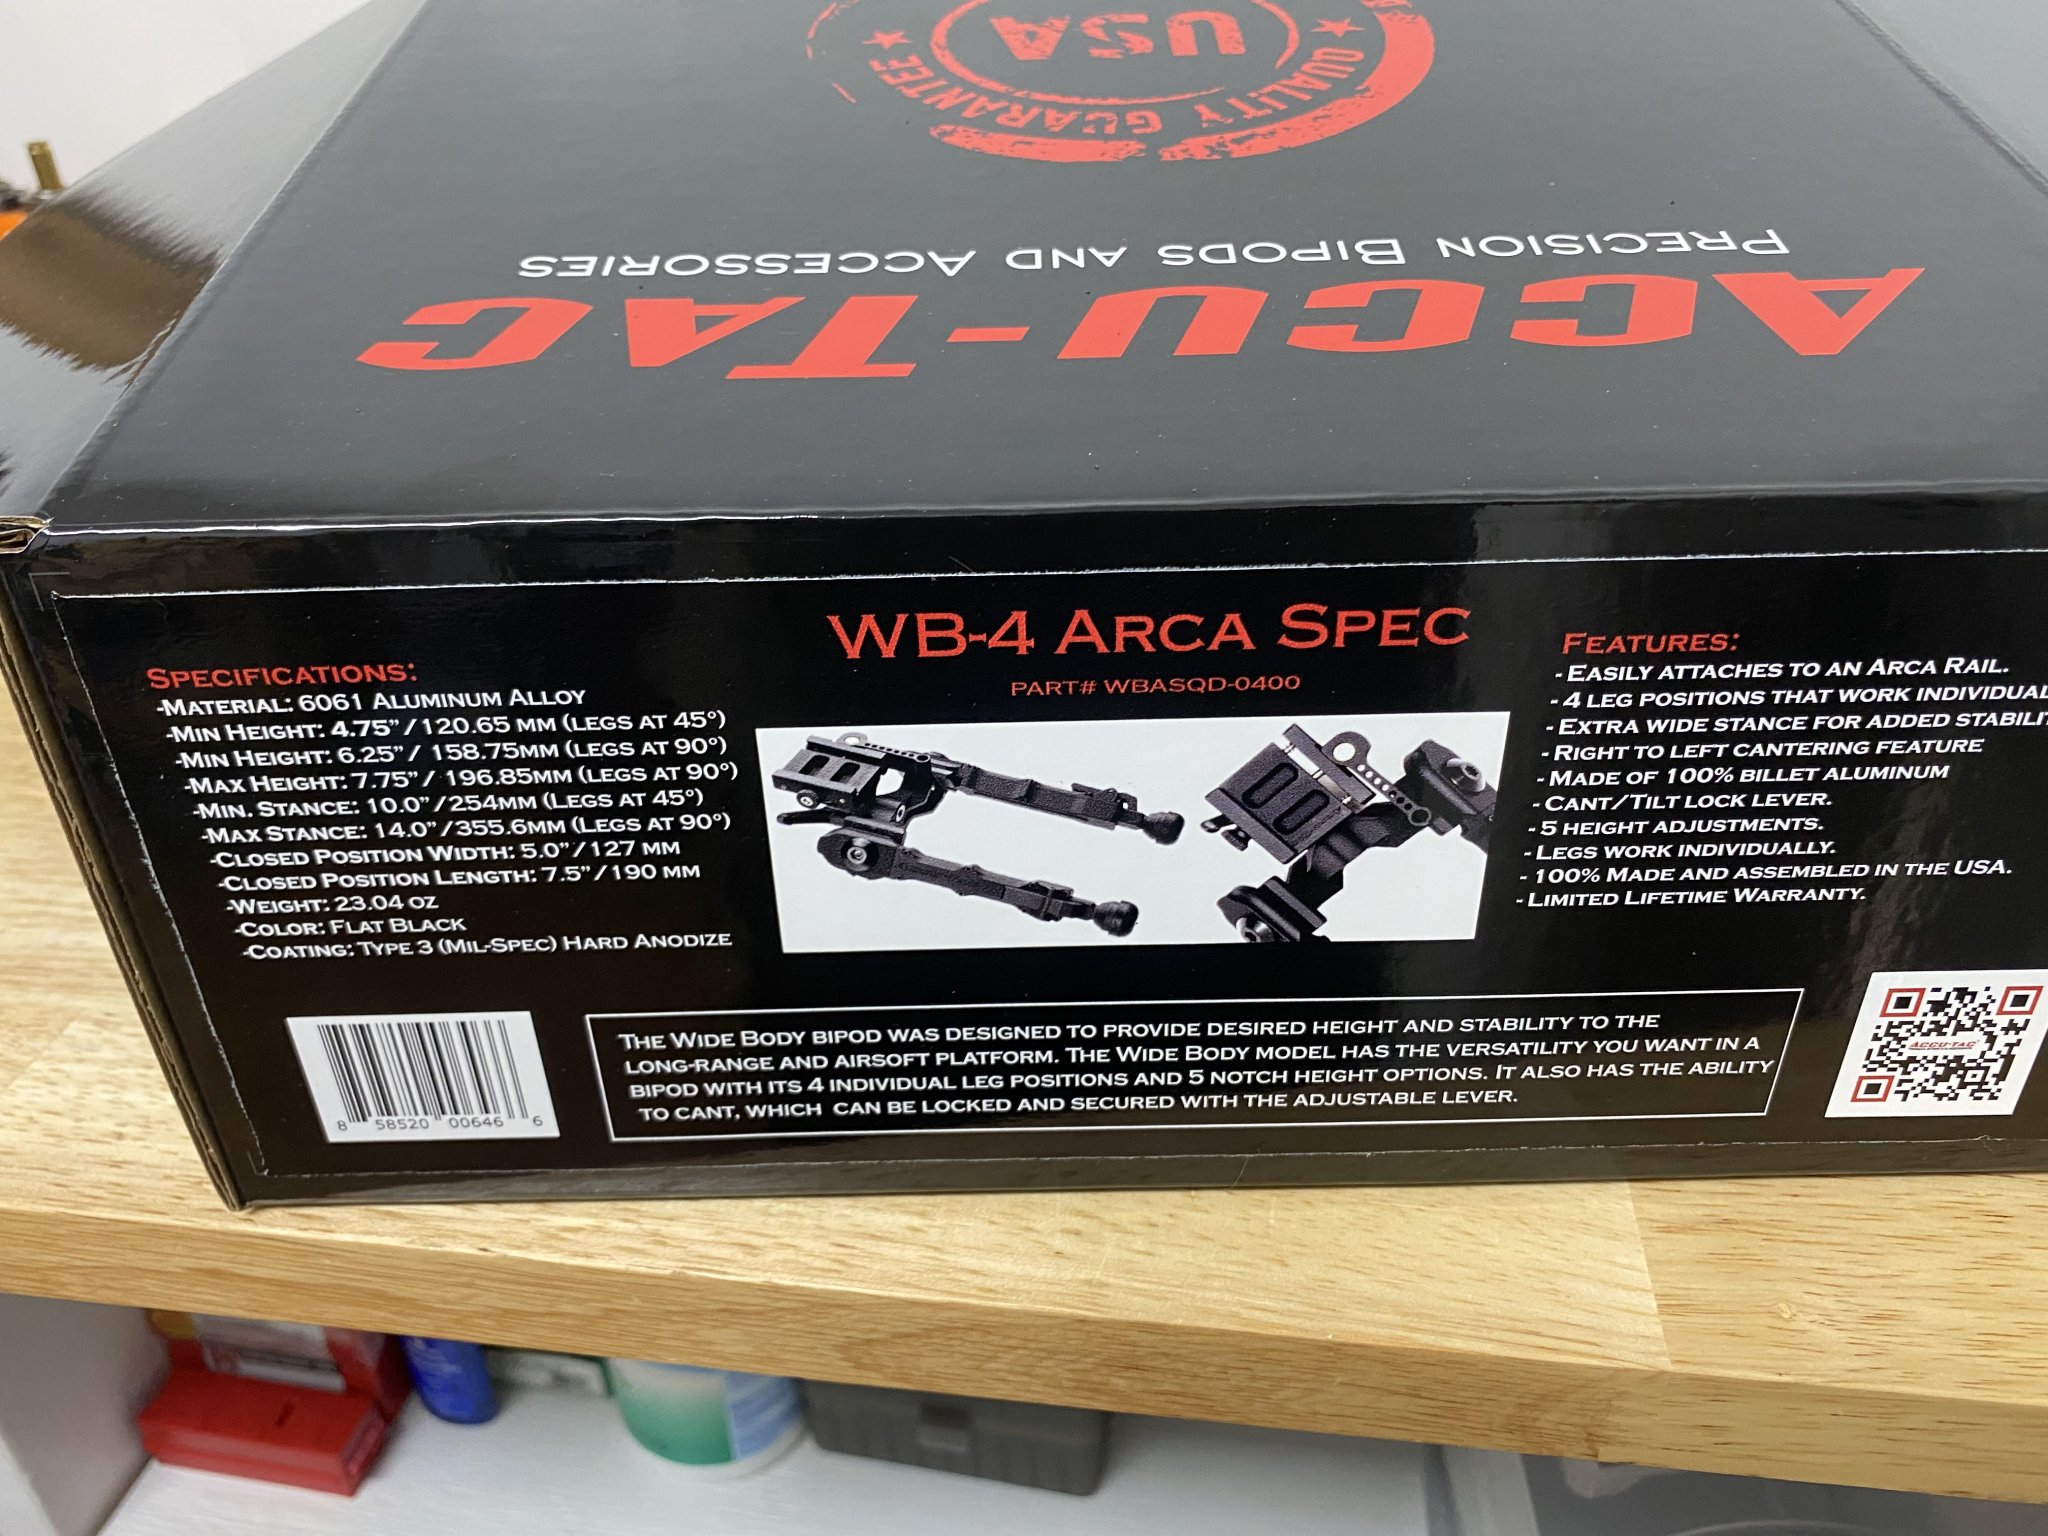 USA
QUALITY GUARANTEE
PRECISION BIPODS AND ACCESSORIES
ACCU-TAC
WB-4 ARCA SPEC
PART# WBASQD-0400
SPECIFICATIONS:
-MATERIAL: 6061 ALUMINUM ALLOY
-MIN HEIGHT: 4.75"/120.65 MM (LEGS AT 45°)
-MIN HEIGHT: 6.25"/ 158.75MM (LEGS AT 90°)
-MAX HEIGHT: 7.75"/ 196.85MM (LEGS AT 90°)
-MIN. STANCE: 10.0"/254MM (LEGS AT 45°)
-MAX STANCE: 14.0"/355.6MM (LEGS AT 90°)
-CLOSED POSITION WIDTH: 5.0"/127 MM
-CLOSED POSITION LENGTH: 7.5"/190 MM
-WEIGHT: 23.04 OZ
-COLOR: FLAT BLACK
-COATING: TYPE 3 (MIL-SPEC) HARD ANODIZE
FEATURES:
- EASILY ATTACHES TO AN ARCA RAIL.
- 4 LEG POSITIONS THAT WORK INDIVIDUAL
- EXTRA WIDE STANCE FOR ADDED STABILIT
- RIGHT TO LEFT CANTERING FEATURE
- MADE OF 100% BILLET ALUMINUM
- CANT/TILT LOCK LEVER.
- 5 HEIGHT ADJUSTMENTS.
- LEGS WORK INDIVIDUALLY.
- 100% MADE AND ASSEMBLED IN THE USA.
- LIMITED LIFETIME WARRANTY.
8 58520 00646 6
THE WIDE BODY BIPOD WAS DESIGNED TO PROVIDE DESIRED HEIGHT AND STABILITY TO THE
LONG-RANGE AND AIRSOFT PLATFORM. THE WIDE BODY MODEL HAS THE VERSATILITY YOU WANT IN A
BIPOD WITH ITS 4 INDIVIDUAL LEG POSITIONS AND 5 NOTCH HEIGHT OPTIONS. IT ALSO HAS THE ABILITY
TO CANT, WHICH CAN BE LOCKED AND SECURED WITH THE ADJUSTABLE LEVER.
ACCU-TAC